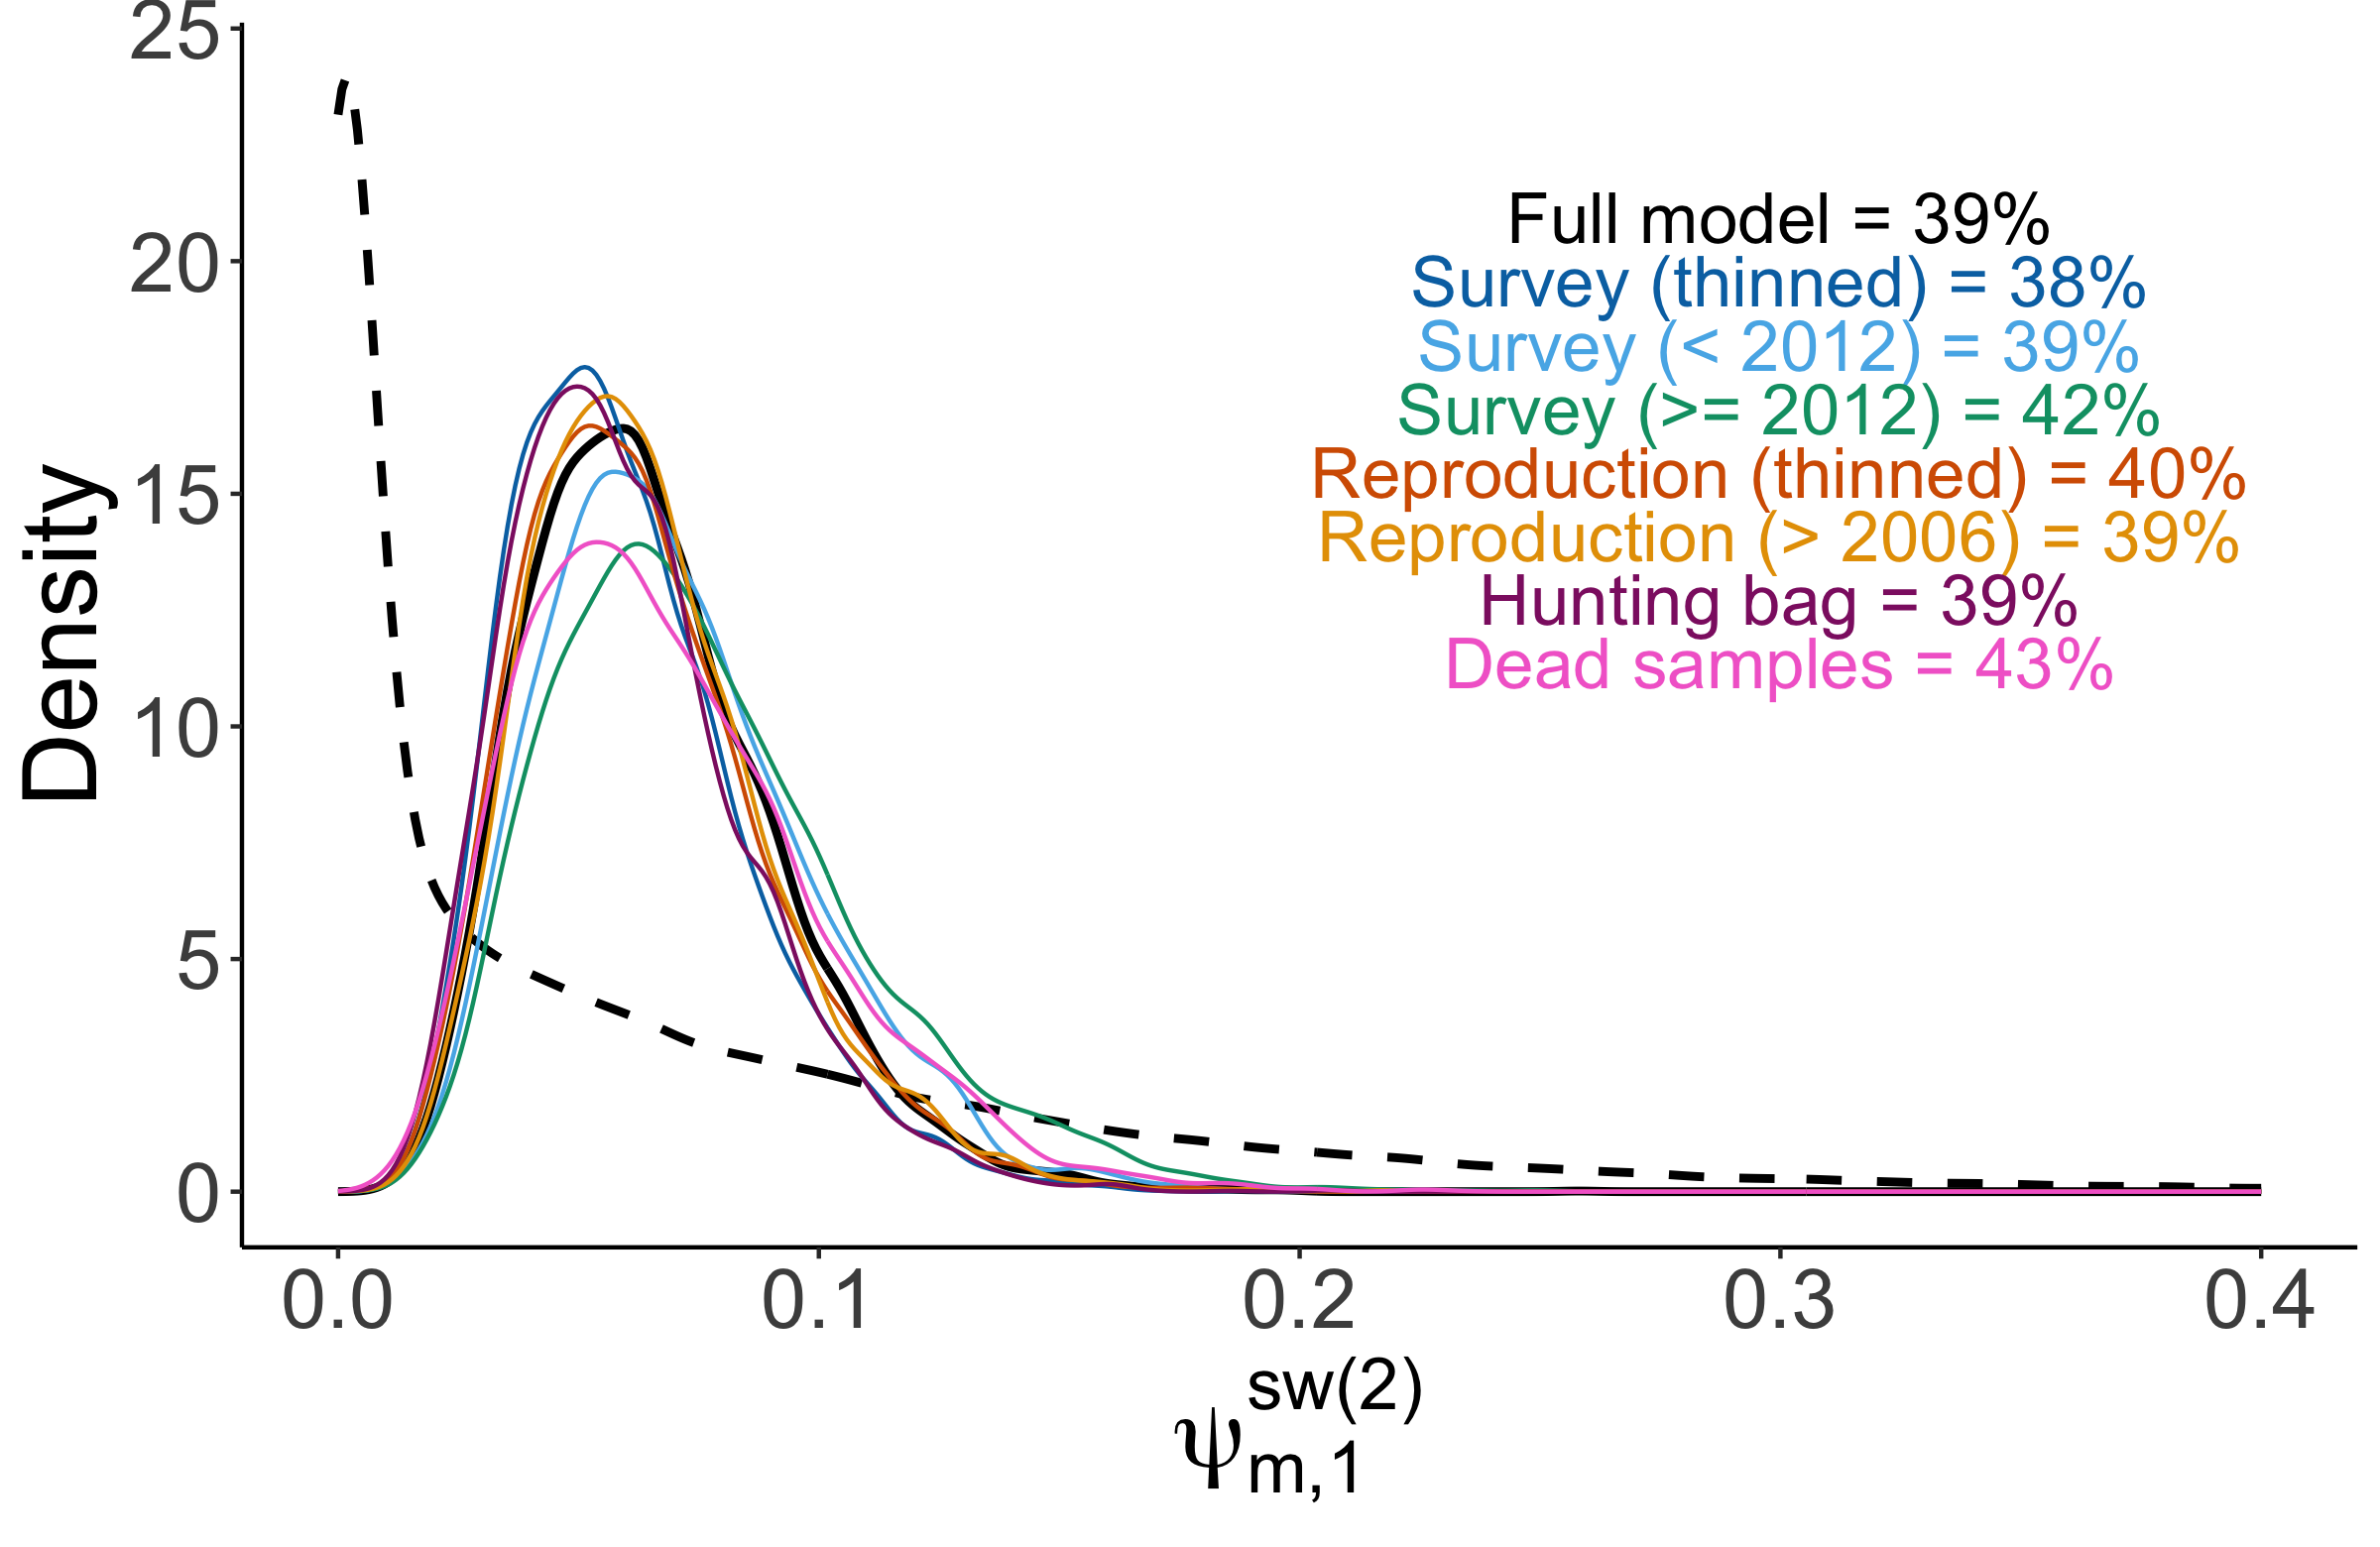 25
20
15
10
5
0
Density
Full model = 39%
Survey (thinned) = 38%
Survey (< 2012) = 39%
Survey (>= 2012) = 42%
Reproduction (thinned) = 40%
Reproduction (> 2006) = 39%
Hunting bag = 39%
Dead samples = 43%
0.0 0.1 0.2 0.3 0.4
ψ sw(2) m,1